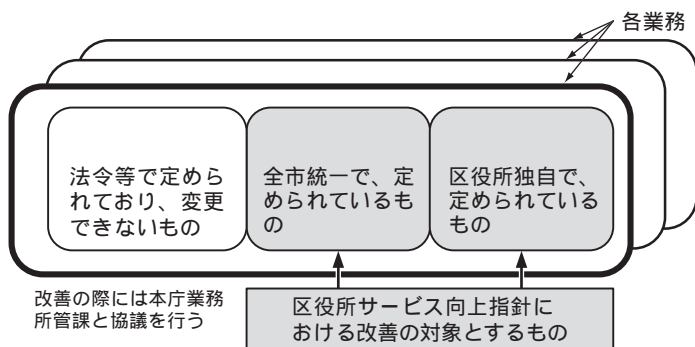 各業務
法令等で定めら
れており、変更
できないもの
全市統一で、定
められているも
の
区役所独自で、
定められている
もの
改善の際には本庁業務
所管課と協議を行う
区役所サービス向上指針に
おける改善の対象とするもの